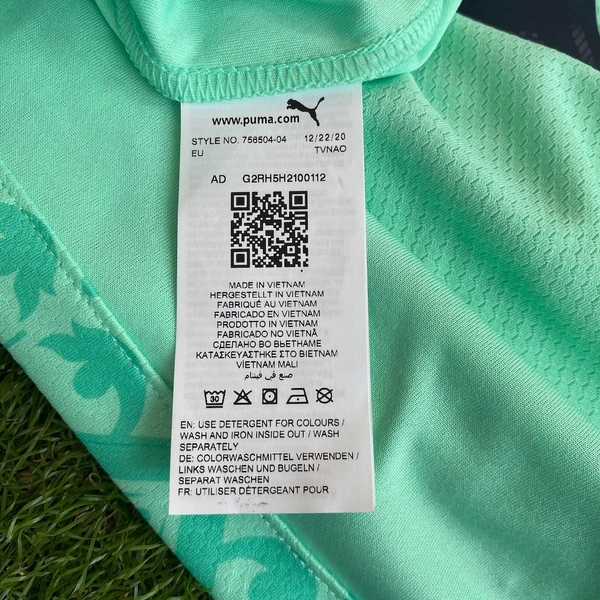 www.puma.com
STYLE NO. 756504-04 12/22/20
EU TVNAO
AD G2RH5H2100112
MADE IN VIETNAM
HERGESTELLT IN VIETNAM
FABRIQUÉ AU VIETNAM
FABRICADO EN VIETNAM
PRODOTTO IN VIETNAM
FABRICADO NO VIETNÃ
СДЕЛАНО ВО ВЬЕТНАМЕ
ΚΑΤΑΣΚΕΥΑΣΤΗΚΕ ΣΤΟ ΒΙΕΤΝΑΜ
VİETNAM MALI
صنع في فيتنام
30
EN: USE DETERGENT FOR COLOURS /
WASH AND IRON INSIDE OUT / WASH
SEPARATELY
DE: COLORWASCHMITTEL VERWENDEN /
LINKS WASCHEN UND BUGELN /
SEPARAT WASCHEN
FR: UTILISER DÉTERGEANT POUR